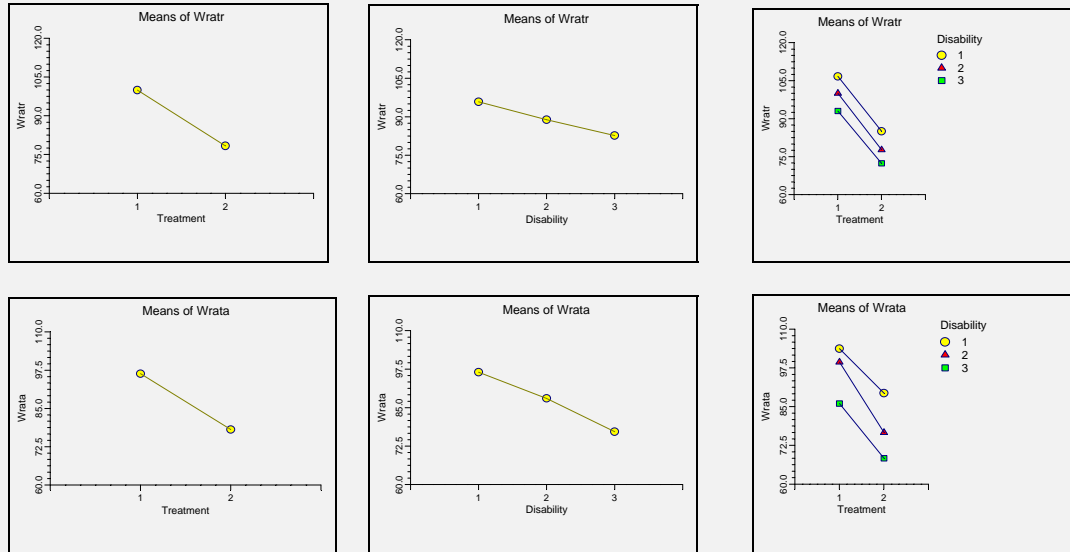 Means of Wratr
Wratr
120.0
105.0
90.0
75.0
60.0
1 2
Treatment
Means of Wratr
Wratr
120.0
105.0
90.0
75.0
60.0
1 2 3
Disability
Means of Wratr
Wratr
120.0
105.0
90.0
75.0
60.0
1 2
Treatment
Disability
1
2
3
Means of Wrata
Wrata
110.0
97.5
85.0
72.5
60.0
1 2
Treatment
Means of Wrata
Wrata
110.0
97.5
85.0
72.5
60.0
1 2 3
Disability
Means of Wrata
Wrata
110.0
97.5
85.0
72.5
60.0
1 2
Treatment
Disability
1
2
3